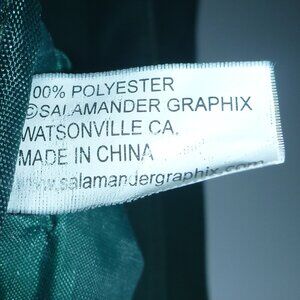 100% POLYESTER
©SALAMANDER GRAPHIX
WATSONVILLE CA.
MADE IN CHINA
www.salamandergraphix.com